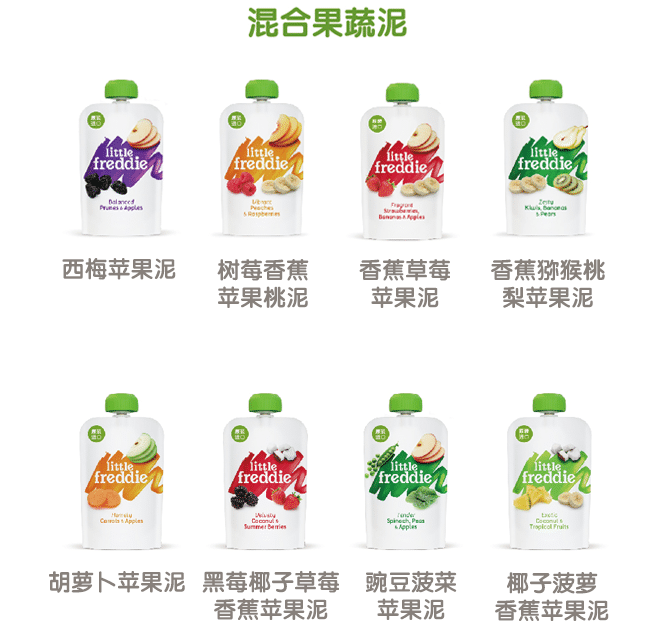 混合果蔬泥
little
freddie
Balanced
Prunes & Apples
little
freddie
Vibrant
Peaches
& Raspberries
little
freddie
Fragrant
Strawberries,
Bananas & Apples
little
freddie
Zesty
Kiwis, Bananas
& Pears
西梅苹果泥
树莓香蕉
苹果桃泥
香蕉草莓
苹果泥
香蕉猕猴桃
梨苹果泥
little
freddie
Homely
Carrots & Apples
little
freddie
Velvety
Coconut &
Summer Berries
little
freddie
Tender
Spinach, Peas
& Apples
little
freddie
Exotic
Coconut &
Tropical Fruits
胡萝卜苹果泥
黑莓椰子草莓
香蕉苹果泥
豌豆菠菜
苹果泥
椰子菠萝
香蕉苹果泥